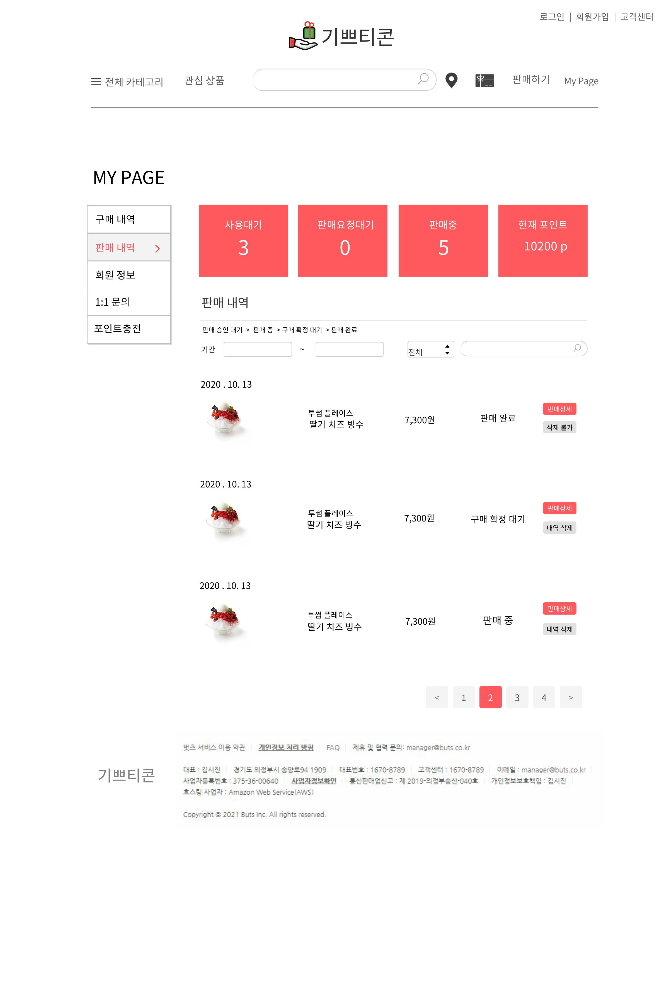 로그인 | 회원가입 | 고객센터
기쁘티콘
전체 카테고리 관심 상품 판매하기 My Page
MY PAGE
구매 내역
판매 내역
회원 정보
1:1 문의
포인트충전
사용대기 판매요청대기 판매중 현재 포인트
3 0 5 10200 p
판매 내역
판매 승인 대기 > 판매 중 > 구매 확정 대기 > 판매 완료
기간 ~ 전체
2020 . 10. 13
투썸 플레이스
딸기 치즈 빙수
7,300원
판매 완료
판매상세
삭제 불가
2020 . 10. 13
투썸 플레이스
딸기 치즈 빙수
7,300원
구매 확정 대기
판매상세
내역 삭제
2020 . 10. 13
투썸 플레이스
딸기 치즈 빙수
7,300원
판매 중
판매상세
내역 삭제
< 1 2 3 4 >
기쁘티콘
벗츠 서비스 이용 약관 | 개인정보 처리 방침 | FAQ | 제휴 및 협력 문의: manager@buts.co.kr
대표 : 김시진 | 경기도 의정부시 송양로94 1909 | 대표번호 : 1670-8789 | 고객센터 : 1670-8789 | 이메일 : manager@buts.co.kr |
사업자등록번호 : 375-36-00640 | 사업자정보확인 | 통신판매업신고 : 제 2019-의정부송산-040호 | 개인정보보호책임 : 김시진 |
호스팅 사업자 : Amazon Web Service(AWS)
Copyright © 2021 Buts Inc. All rights reserved.